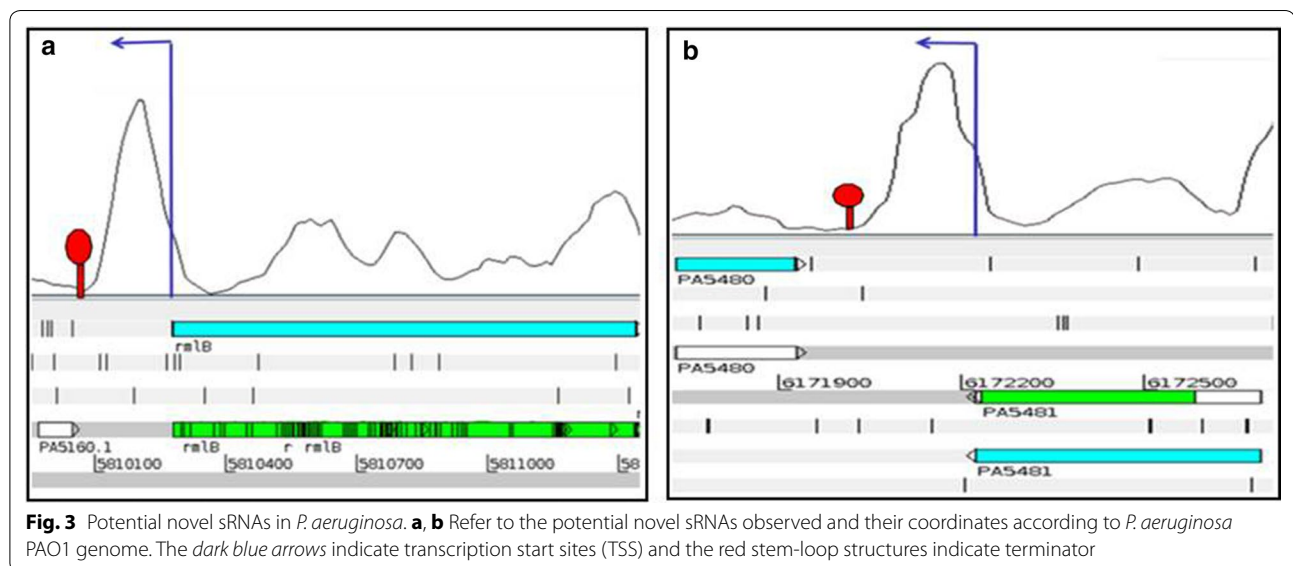 a
rmlB
PA5160.1
rmlB
r
rmlB
5810100
5810400
5810700
5811000
58
b
PA5480
PA5480
6171900
6172200
6172500
PA5481
PA5481
Fig. 3 Potential novel sRNAs in P. aeruginosa. a, b Refer to the potential novel sRNAs observed and their coordinates according to P. aeruginosa
PAO1 genome. The dark blue arrows indicate transcription start sites (TSS) and the red stem-loop structures indicate terminator